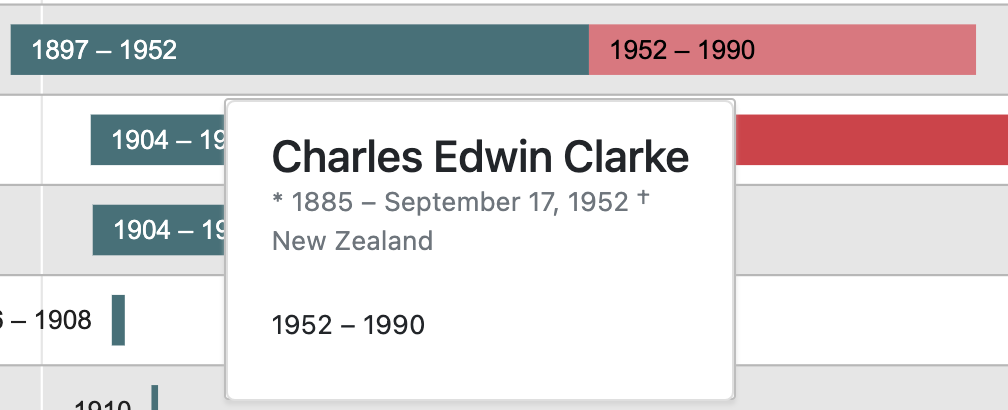 1897 – 1952
1952 – 1990
1904 – 19
Charles Edwin Clarke
* 1885 – September 17, 1952 †
New Zealand
1904 – 19
1952 – 1990
– 1908
1910